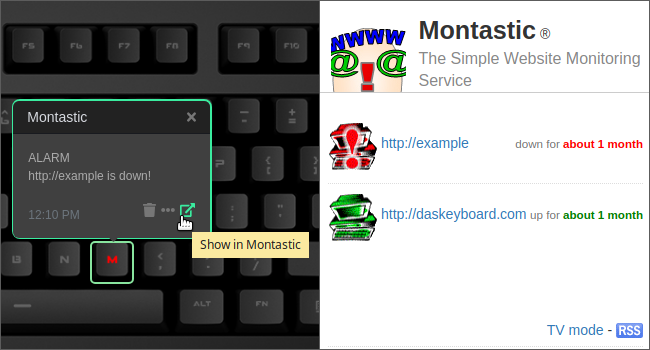 F5 F6 F7 F8 F9 F10
Montastic ×
ALARM
http://example is down!
12:10 PM
Show in Montastic
B N M
ALT FN
WWWW
@!@
Montastic ®
The Simple Website Monitoring
Service
http://example down for about 1 month
http://daskeyboard.com up for about 1 month
TV mode - RSS